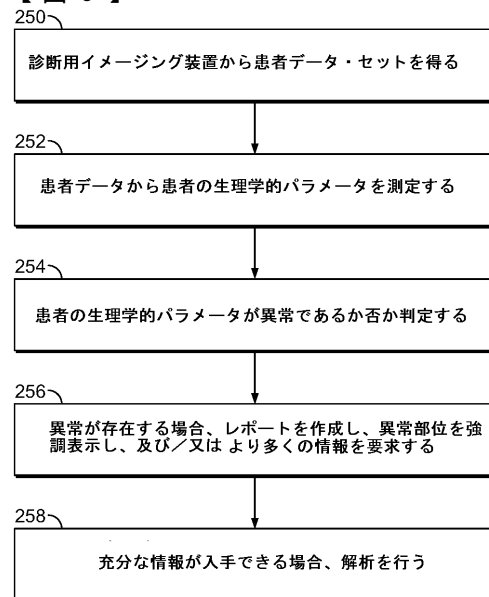 250
診断用イメージング装置から患者データ・セットを得る
252
患者データから患者の生理学的パラメータを測定する
254
患者の生理学的パラメータが異常であるか否か判定する
256
異常が存在する場合、レポートを作成し、異常部位を強
調表示し、及び／又は より多くの情報を要求する
258
充分な情報が入手できる場合、解析を行う